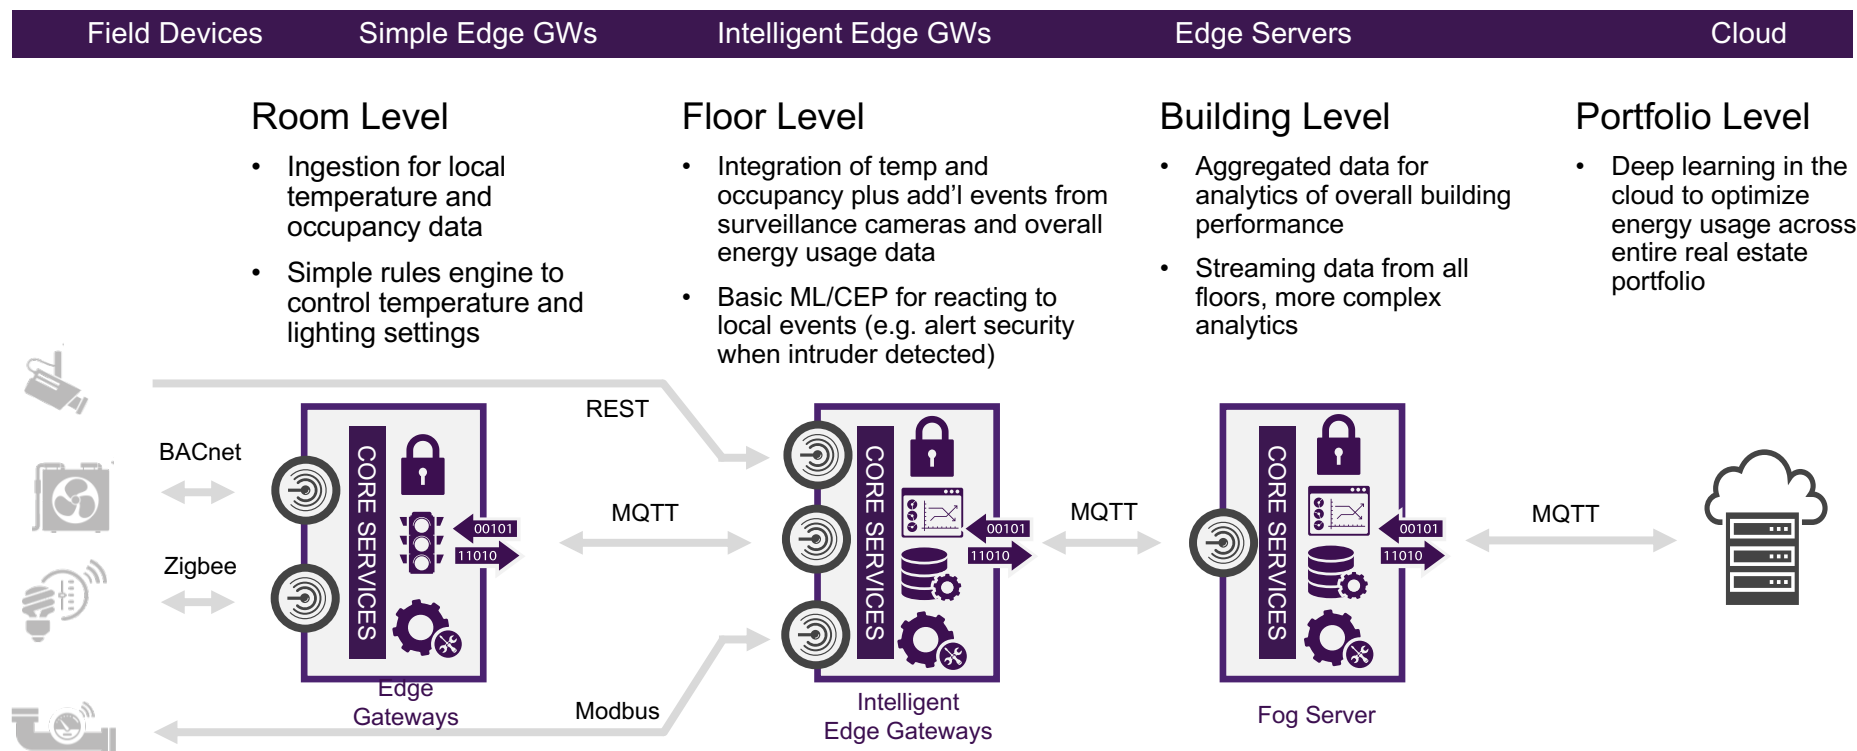 Field Devices
Simple Edge GWs
Intelligent Edge GWs
Edge Servers
Cloud
Room Level
• Ingestion for local
temperature and
occupancy data
• Simple rules engine to
control temperature and
lighting settings
Floor Level
• Integration of temp and
occupancy plus add’l events from
surveillance cameras and overall
energy usage data
• Basic ML/CEP for reacting to
local events (e.g. alert security
when intruder detected)
Building Level
• Aggregated data for
analytics of overall building
performance
• Streaming data from all
floors, more complex
analytics
Portfolio Level
• Deep learning in the
cloud to optimize
energy usage across
entire real estate
portfolio
REST
BACnet
Zigbee
Modbus
CORE SERVICES
00101
11010
Edge
Gateways
MQTT
CORE SERVICES
00101
11010
Intelligent
Edge Gateways
MQTT
CORE SERVICES
00101
11010
Fog Server
MQTT